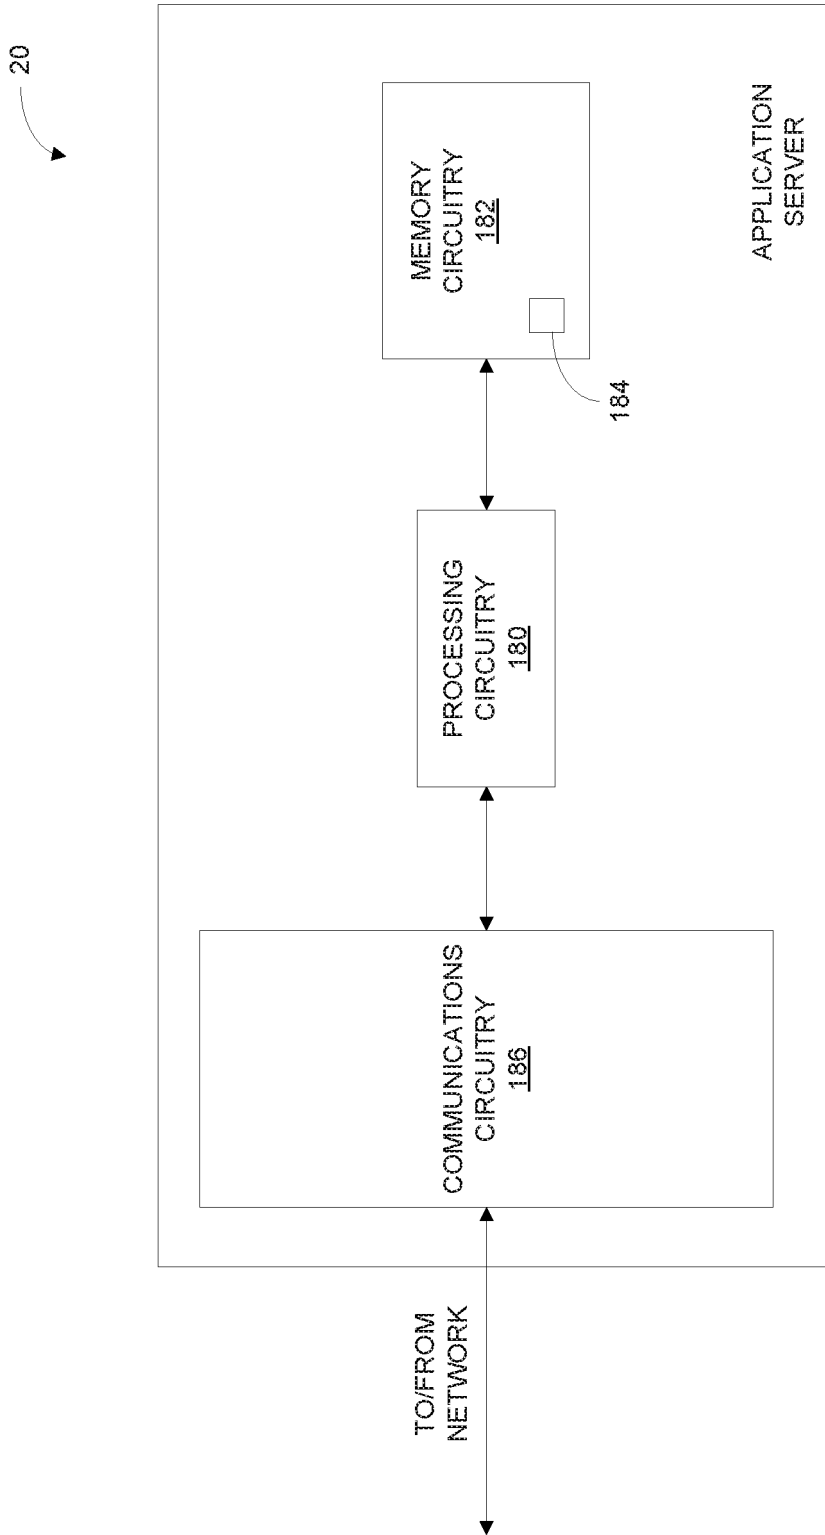 20
TO/FROM
NETWORK
COMMUNICATIONS
CIRCUITRY
186
PROCESSING
CIRCUITRY
180
MEMORY
CIRCUITRY
182
184
APPLICATION
SERVER